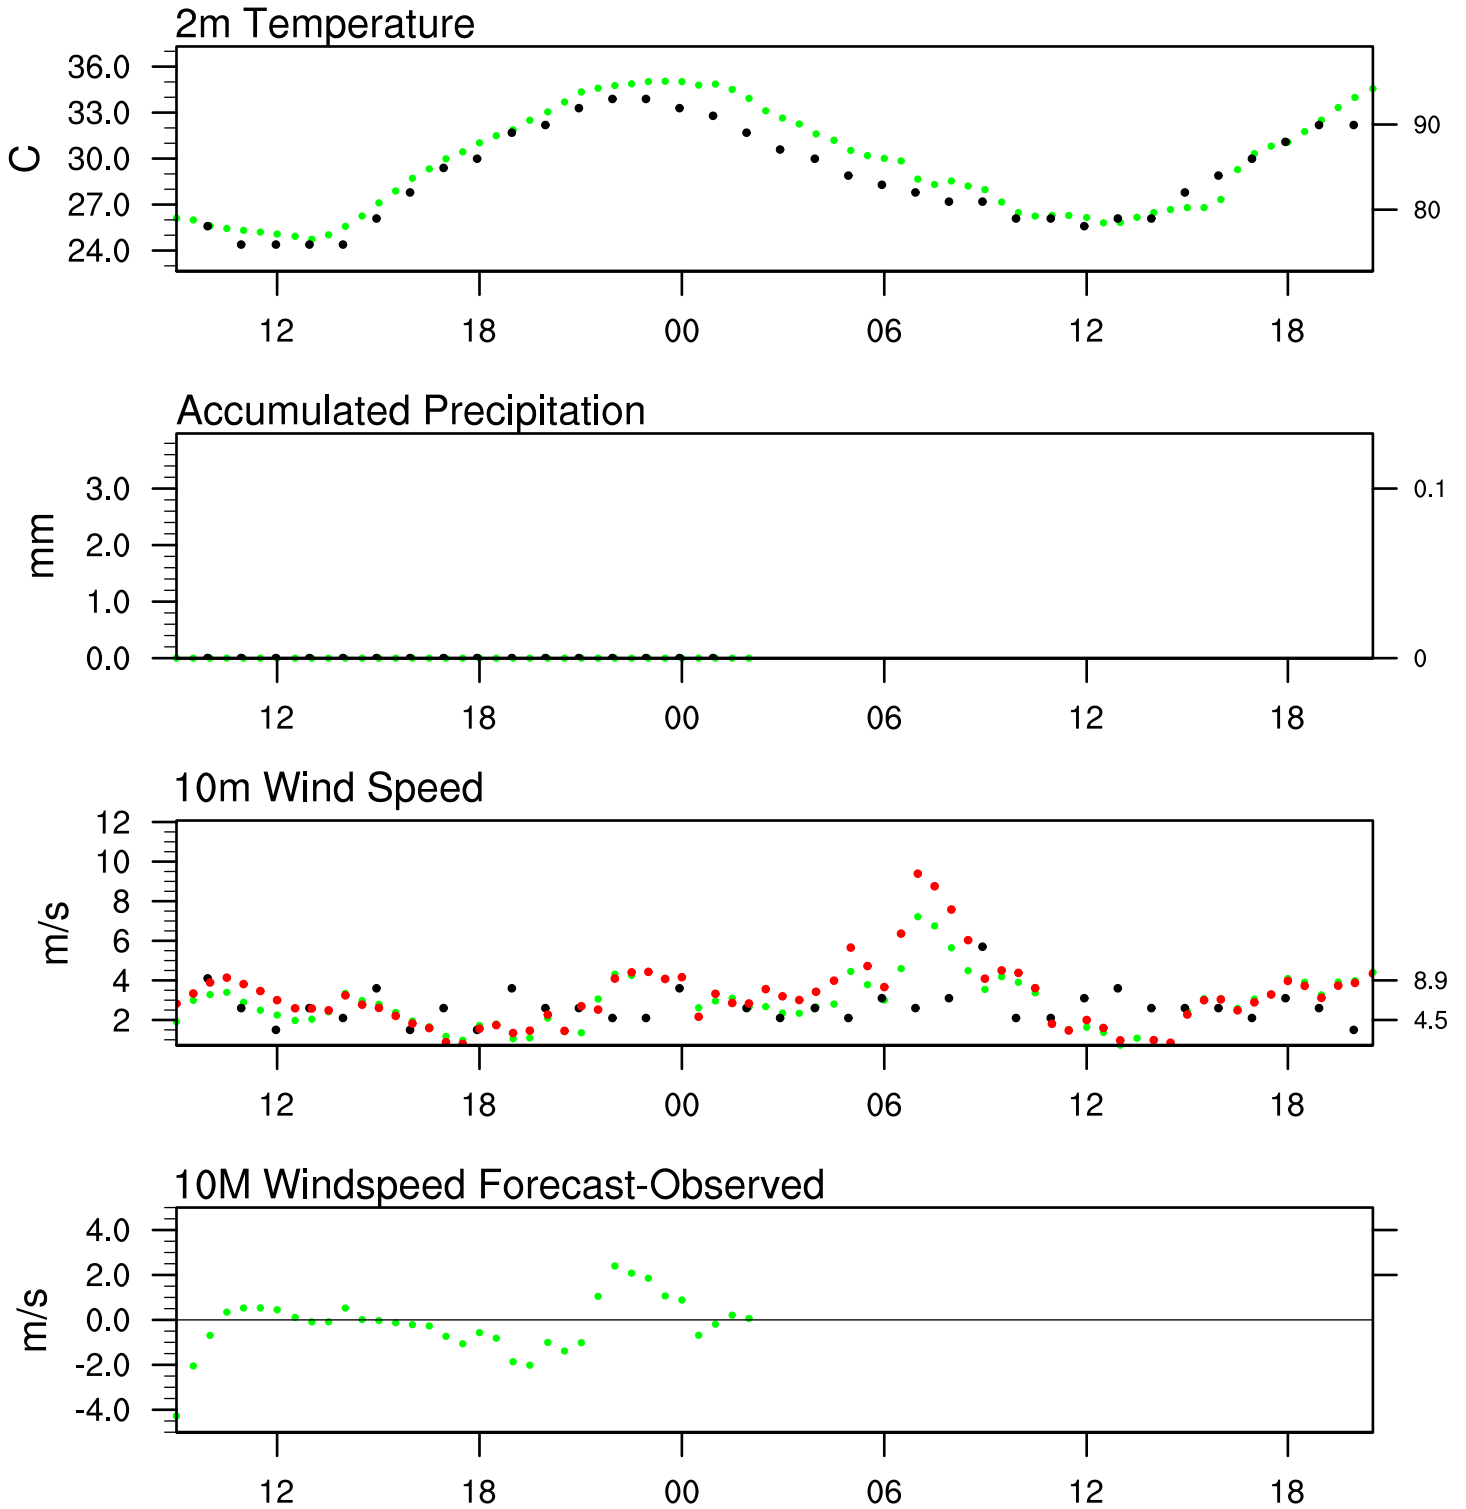 2m Temperature
36.0
33.0
30.0
27.0
24.0
C
90
80
12 18 00 06 12 18
Accumulated Precipitation
3.0
2.0
1.0
0.0
mm
0.1
0
12 18 00 06 12 18
10m Wind Speed
12
10
8
6
4
2
m/s
8.9
4.5
12 18 00 06 12 18
10M Windspeed Forecast-Observed
4.0
2.0
0.0
-2.0
-4.0
m/s
12 18 00 06 12 18